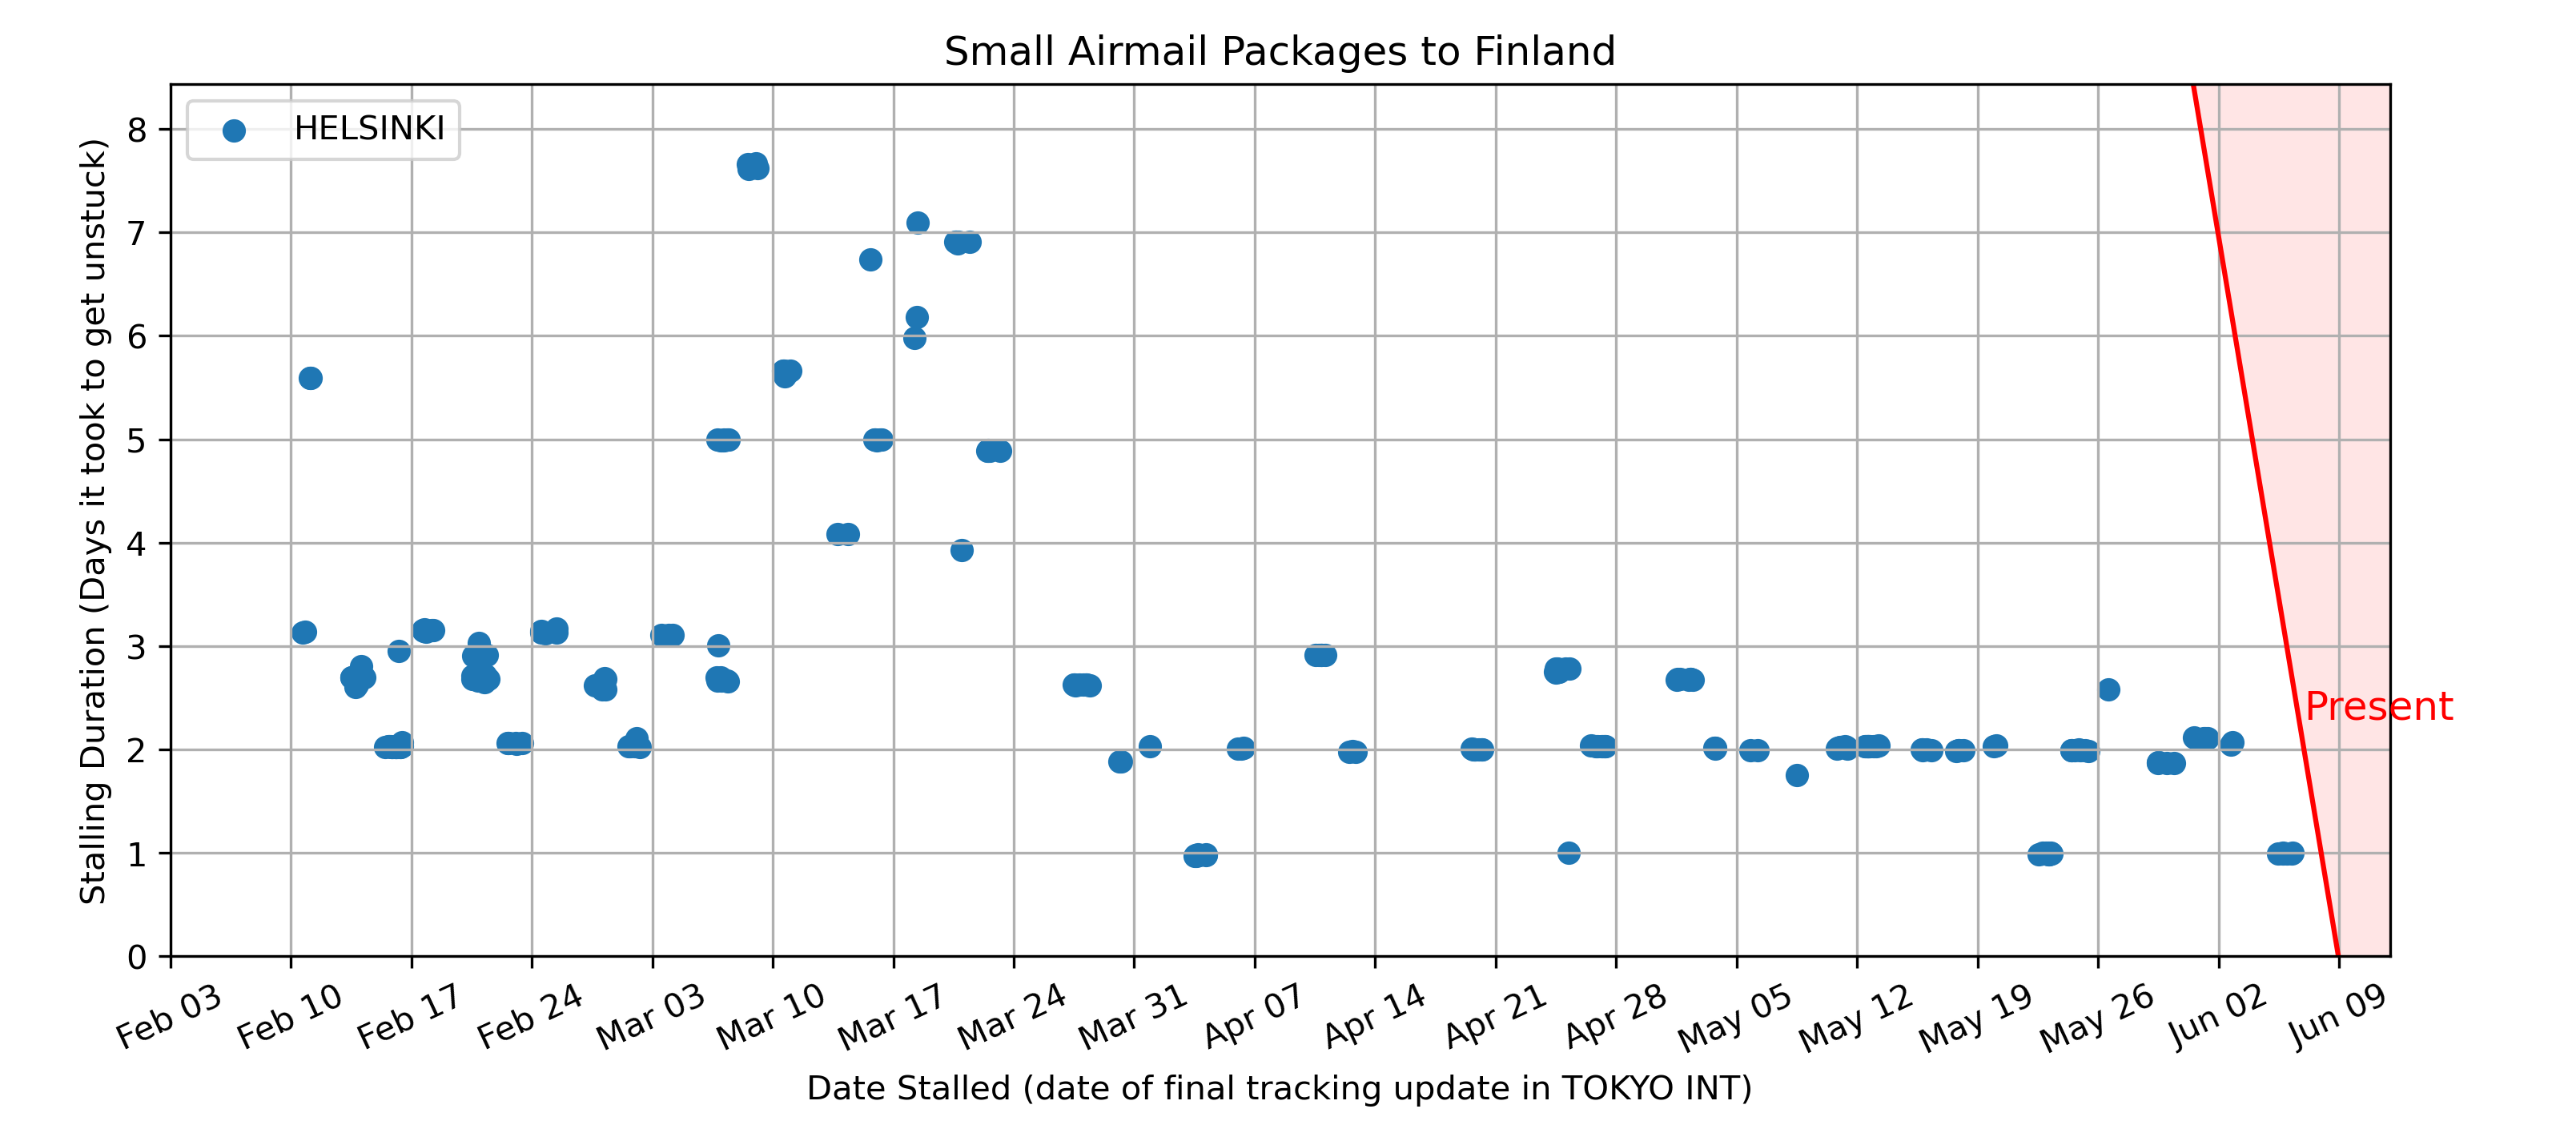 Small Airmail Packages to Finland
HELSINKI
Stalling Duration (Days it took to get unstuck)
8
7
6
5
4
3
2
1
0
Present
Feb 03 Feb 10 Feb 17 Feb 24 Mar 03 Mar 10 Mar 17 Mar 24 Mar 31 Apr 07 Apr 14 Apr 21 Apr 28 May 05 May 12 May 19 May 26 Jun 02 Jun 09
Date Stalled (date of final tracking update in TOKYO INT)